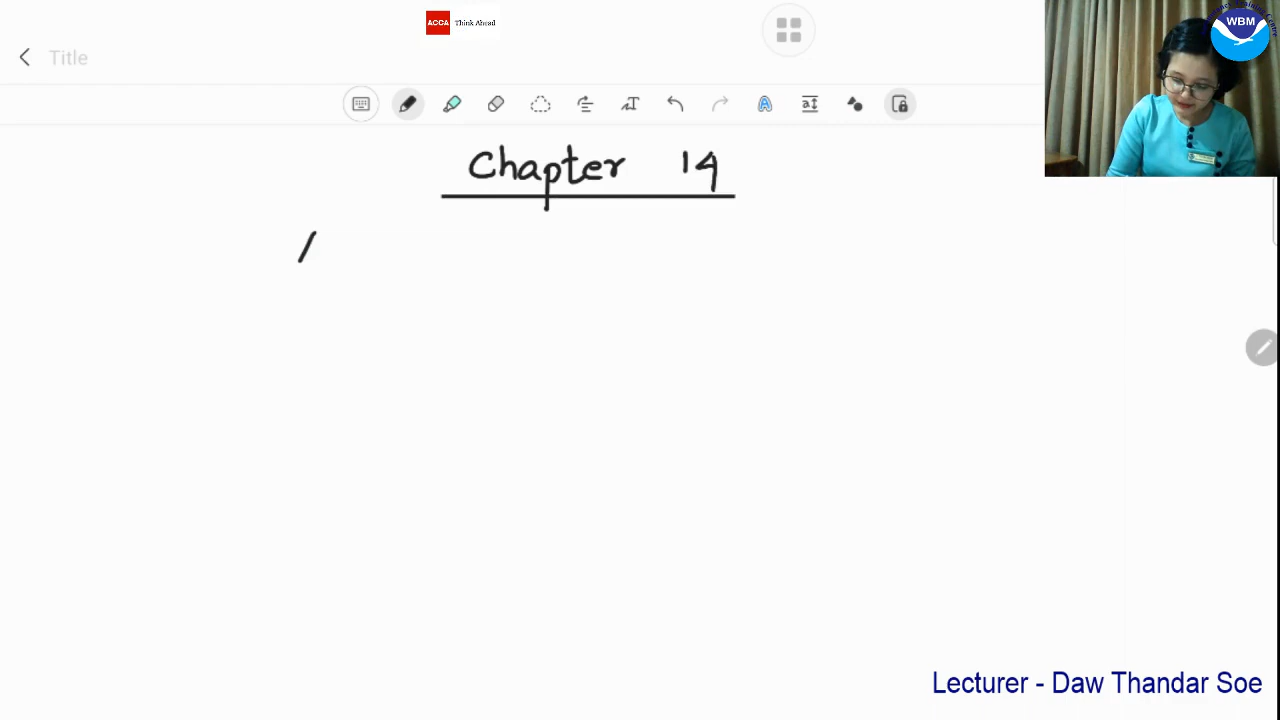 ACCA Think Ahead
WBM
Title
Chapter 14
Lecturer - Daw Thandar Soe